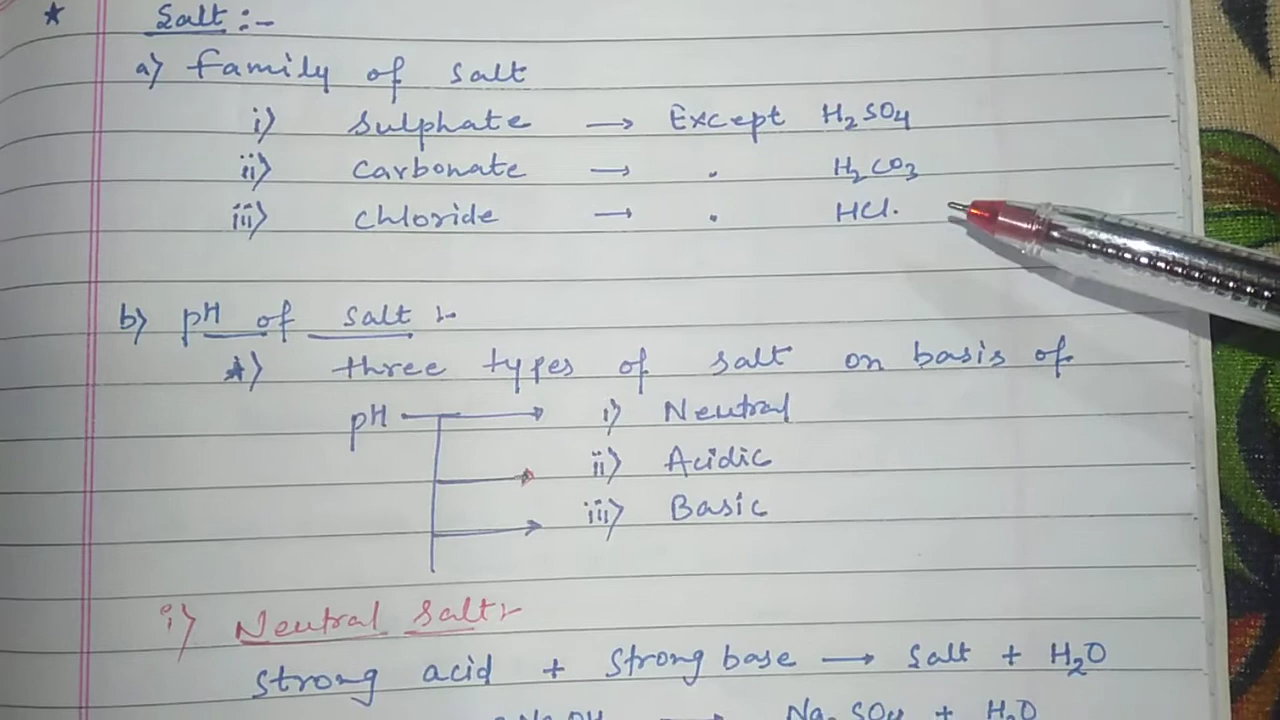 ★ Salt :-
a) family of salt
i) Sulphate → Except H₂SO₄
ii) Carbonate → . H₂CO₃
iii) Chloride → . HCl.
b) pH of salt :-
★) three types of salt on basis of
pH → i) Neutral
→ ii) Acidic
→ iii) Basic
i) Neutral Salt:-
Strong acid + Strong base → Salt + H₂O
NaOH → Na₂SO₄ + H₂O